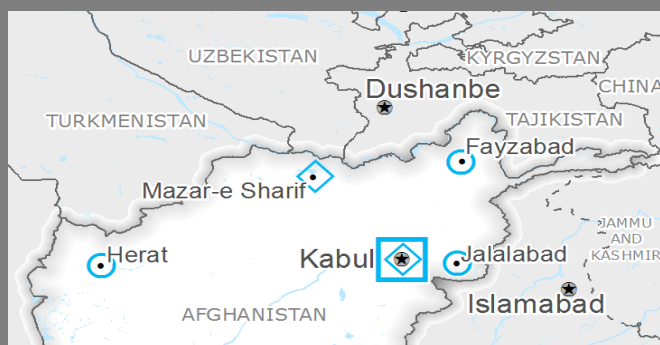 UZBEKISTAN
KYRGYZSTAN
CHINA
Dushanbe
TURKMENISTAN
TAJIKISTAN
Fayzabad
Mazar-e Sharif
JAMMU
AND
KASHMIR
Herat
Kabul
Jalalabad
Islamabad
AFGHANISTAN